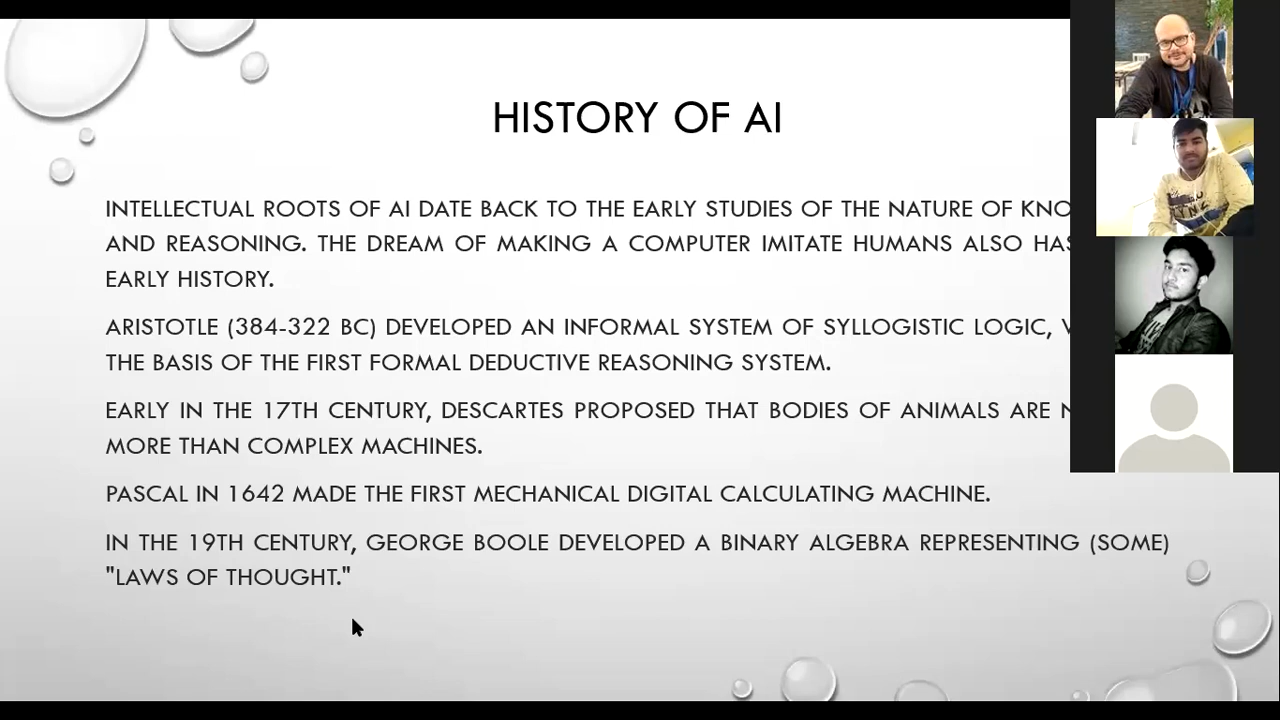 HISTORY OF AI
INTELLECTUAL ROOTS OF AI DATE BACK TO THE EARLY STUDIES OF THE NATURE OF
AND REASONING. THE DREAM OF MAKING A COMPUTER IMITATE HUMANS ALSO
EARLY HISTORY.
ARISTOTLE (384-322 BC) DEVELOPED AN INFORMAL SYSTEM OF SYLLOGISTIC LOGIC,
THE BASIS OF THE FIRST FORMAL DEDUCTIVE REASONING SYSTEM.
EARLY IN THE 17TH CENTURY, DESCARTES PROPOSED THAT BODIES OF ANIMALS ARE
MORE THAN COMPLEX MACHINES.
PASCAL IN 1642 MADE THE FIRST MECHANICAL DIGITAL CALCULATING MACHINE.
IN THE 19TH CENTURY, GEORGE BOOLE DEVELOPED A BINARY ALGEBRA REPRESENTING (SOME)
"LAWS OF THOUGHT."